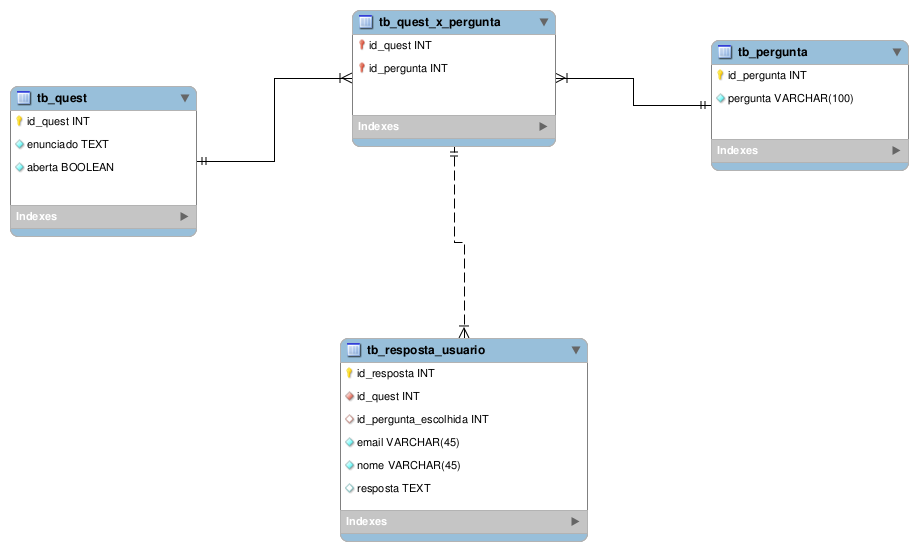 tb_quest_x_pergunta
id_quest INT
id_pergunta INT
Indexes
tb_pergunta
id_pergunta INT
pergunta VARCHAR(100)
Indexes
tb_quest
id_quest INT
enunciado TEXT
aberta BOOLEAN
Indexes
tb_resposta_usuario
id_resposta INT
id_quest INT
id_pergunta_escolhida INT
email VARCHAR(45)
nome VARCHAR(45)
resposta TEXT
Indexes